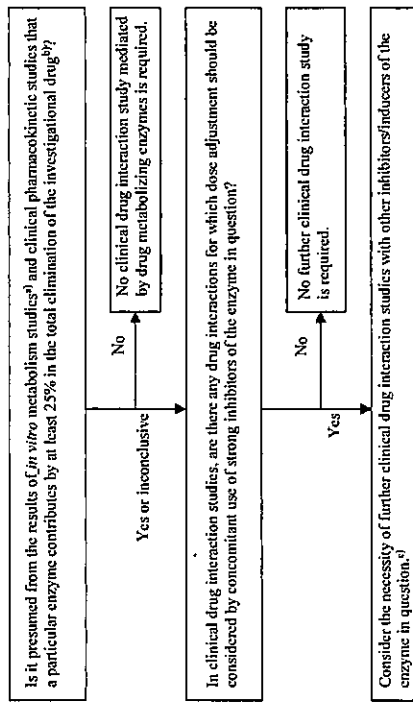 Is it presumed from the results of in vitro metabolism studies a) and clinical pharmacokinetic studies that
a particular enzyme contributes by at least 25% in the total elimination of the investigational drug b)?
No
No clinical drug interaction study mediated
by drug metabolizing enzymes is required.
Yes or inconclusive
In clinical drug interaction studies, are there any drug interactions for which dose adjustment should be
considered by concomitant use of strong inhibitors of the enzyme in question?
No
No further clinical drug interaction study
is required.
Yes
Consider the necessity of further clinical drug interaction studies with other inhibitors/inducers of the
enzyme in question. c)